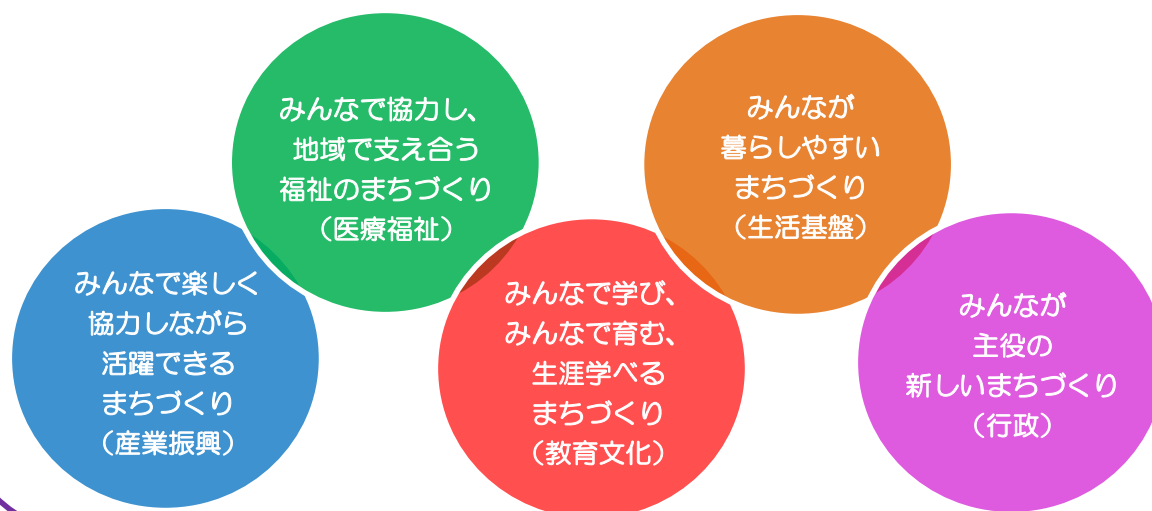 みんなで楽しく
協力しながら
活躍できる
まちづくり
（産業振興）
みんなで協力し、
地域で支え合う
福祉のまちづくり
（医療福祉）
みんなで学び、
みんなで育む、
生涯学べる
まちづくり
（教育文化）
みんなが
暮らしやすい
まちづくり
（生活基盤）
みんなが
主役の
新しいまちづくり
（行政）